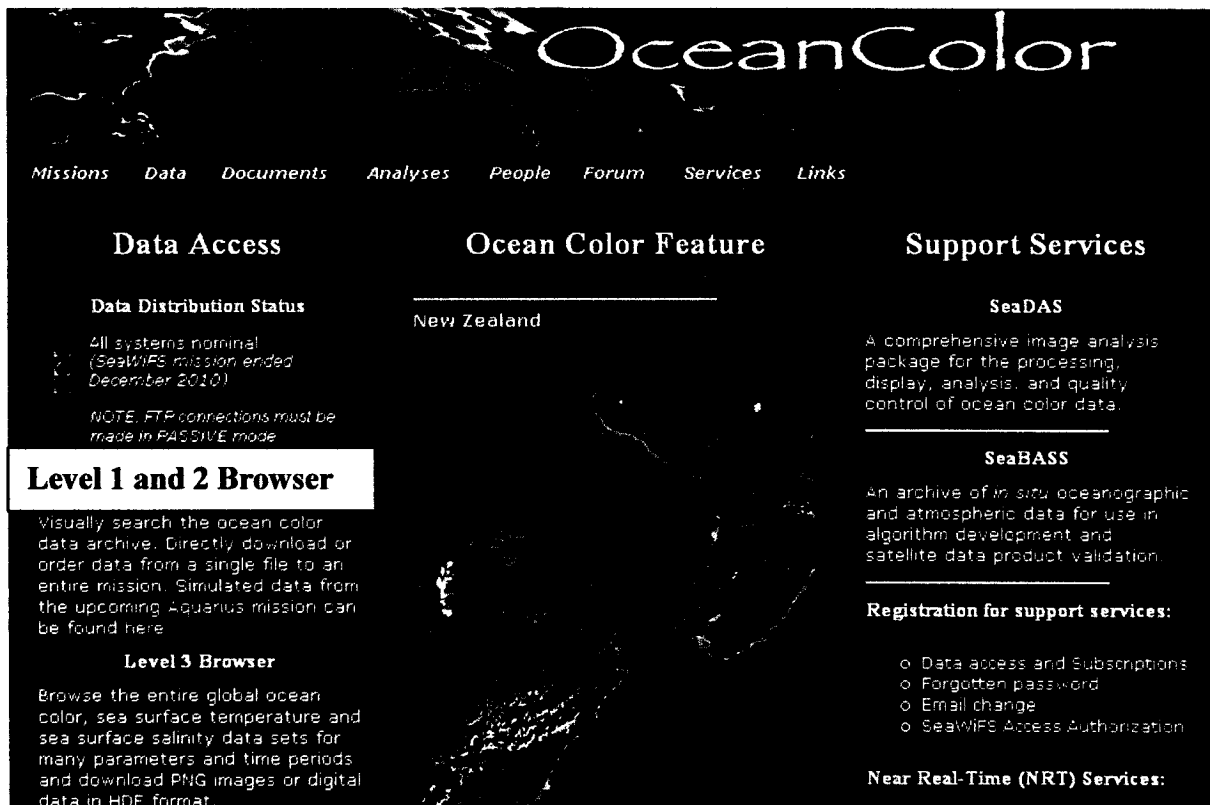 OceanColor
Missions Data Documents Analyses People Forum Services Links
Data Access
Data Distribution Status
All systems nominal
(SeaWiFS mission ended
December 2010)
NOTE: FTP connections must be
made in PASSIVE mode
Level 1 and 2 Browser
Visually search the ocean color
data archive. Directly download or
order data from a single file to an
entire mission. Simulated data from
the upcoming Aquarius mission can
be found here
Level 3 Browser
Browse the entire global ocean
color, sea surface temperature and
sea surface salinity data sets for
many parameters and time periods
and download PNG images or digital
data in HDF format.
Ocean Color Feature
New Zealand
Support Services
SeaDAS
A comprehensive image analysis
package for the processing,
display, analysis, and quality
control of ocean color data.
SeaBASS
An archive of in situ oceanographic
and atmospheric data for use in
algorithm development and
satellite data product validation.
Registration for support services:
o Data access and Subscriptions
o Forgotten password
o Email change
o SeaWiFS Access Authorization
Near Real-Time (NRT) Services: